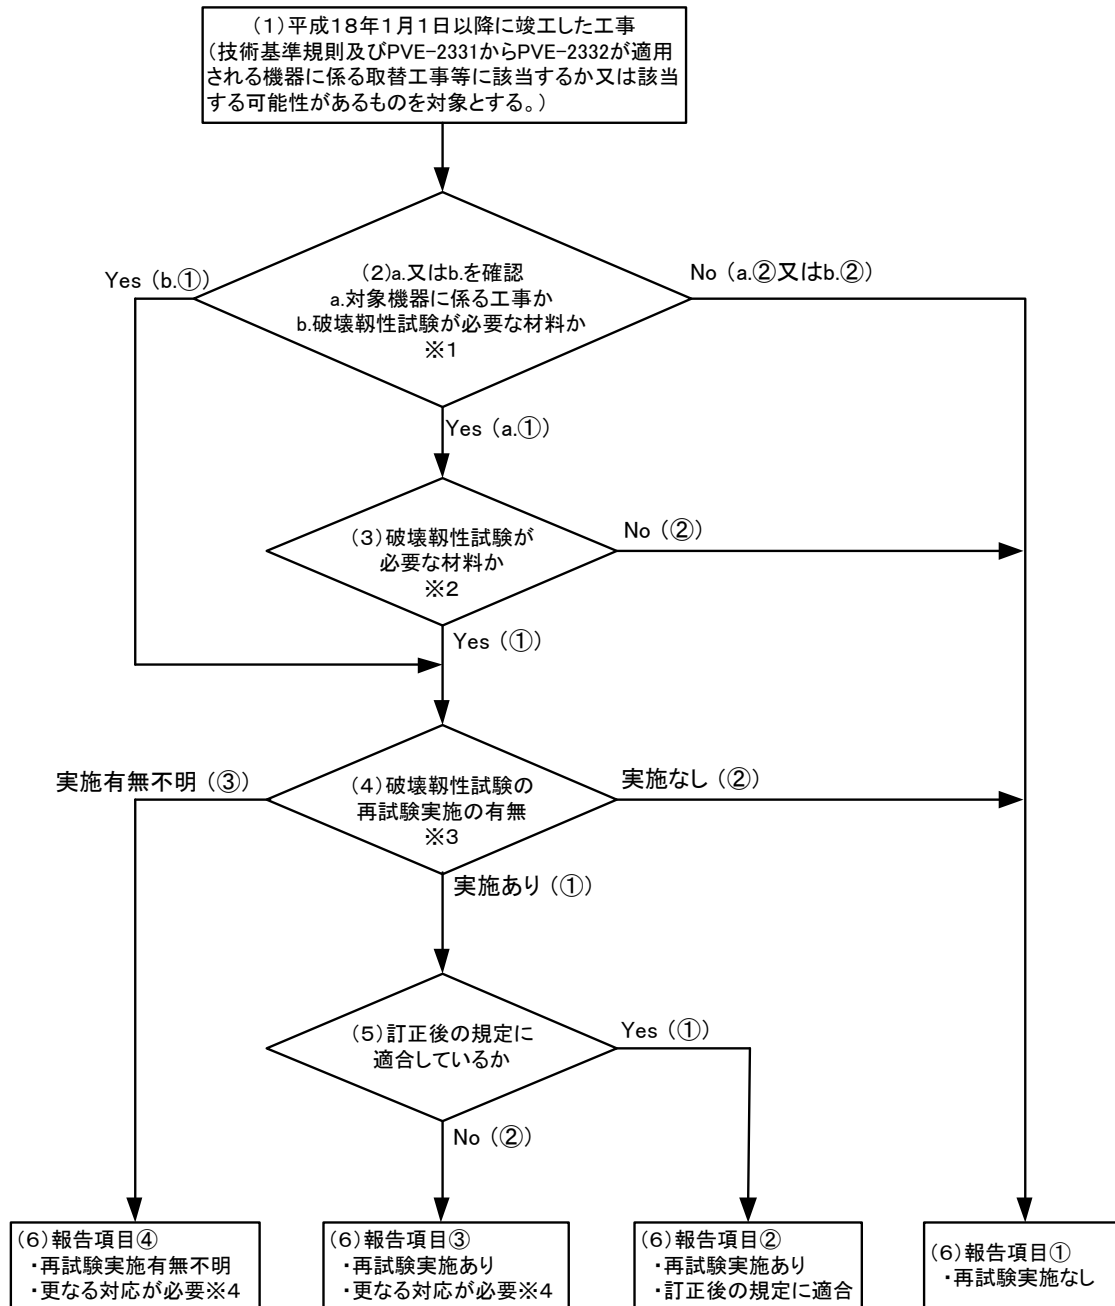 (1)平成18年1月1日以降に竣工した工事
(技術基準規則及びPVE-2331からPVE-2332が適用
される機器に係る取替工事等に該当するか又は該当
する可能性があるものを対象とする。)
Yes (b.①)
No (a.②又はb.②)
(2)a.又はb.を確認
a.対象機器に係る工事か
b.破壊靱性試験が必要な材料か
※1
Yes (a.①)
(3)破壊靱性試験が
必要な材料か
※2
No (②)
Yes (①)
実施有無不明 (③)
(4)破壊靱性試験の
再試験実施の有無
※3
実施なし (②)
実施あり (①)
(5)訂正後の規定に
適合しているか
Yes (①)
No (②)
(6)報告項目④
・再試験実施有無不明
・更なる対応が必要※4
(6)報告項目③
・再試験実施あり
・更なる対応が必要※4
(6)報告項目②
・再試験実施あり
・訂正後の規定に適合
(6)報告項目①
・再試験実施なし